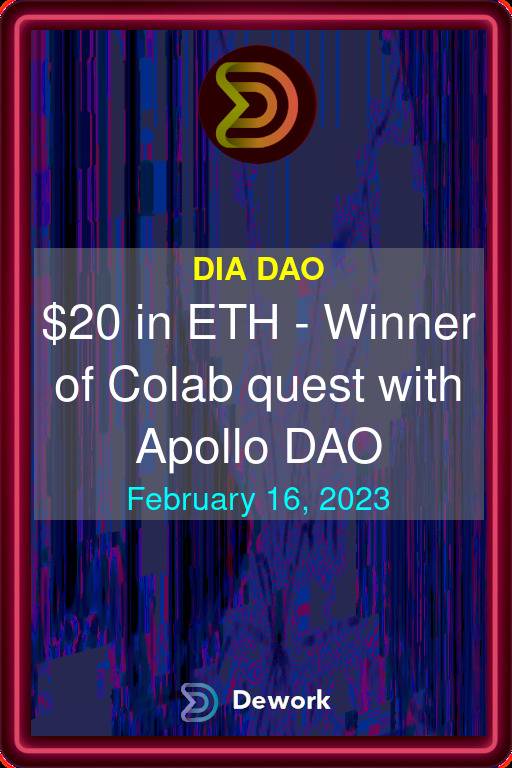 DIA DAO
$20 in ETH - Winner
of Colab quest with
Apollo DAO
February 16, 2023
Dework